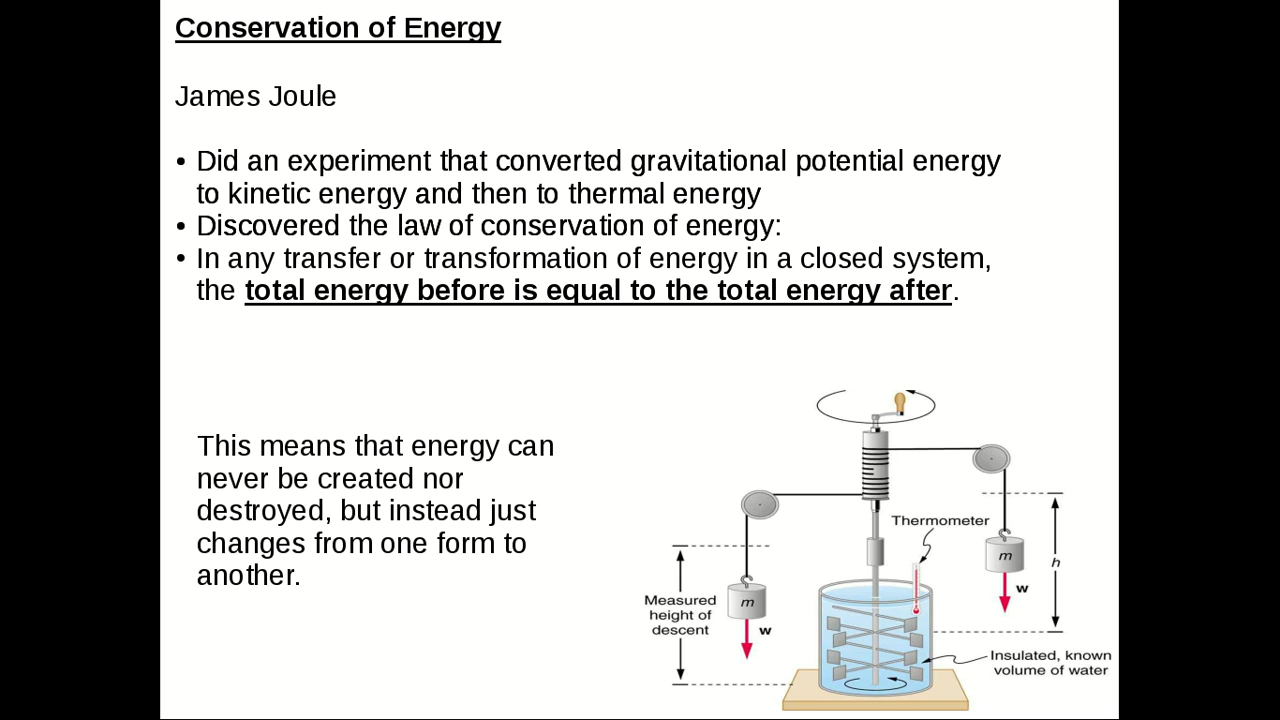 Conservation of Energy
James Joule
• Did an experiment that converted gravitational potential energy
to kinetic energy and then to thermal energy
• Discovered the law of conservation of energy:
• In any transfer or transformation of energy in a closed system,
the total energy before is equal to the total energy after.
This means that energy can
never be created nor
destroyed, but instead just
changes from one form to
another.
Thermometer
m
h
w
Measured
height of
descent
m
w
Insulated, known
volume of water